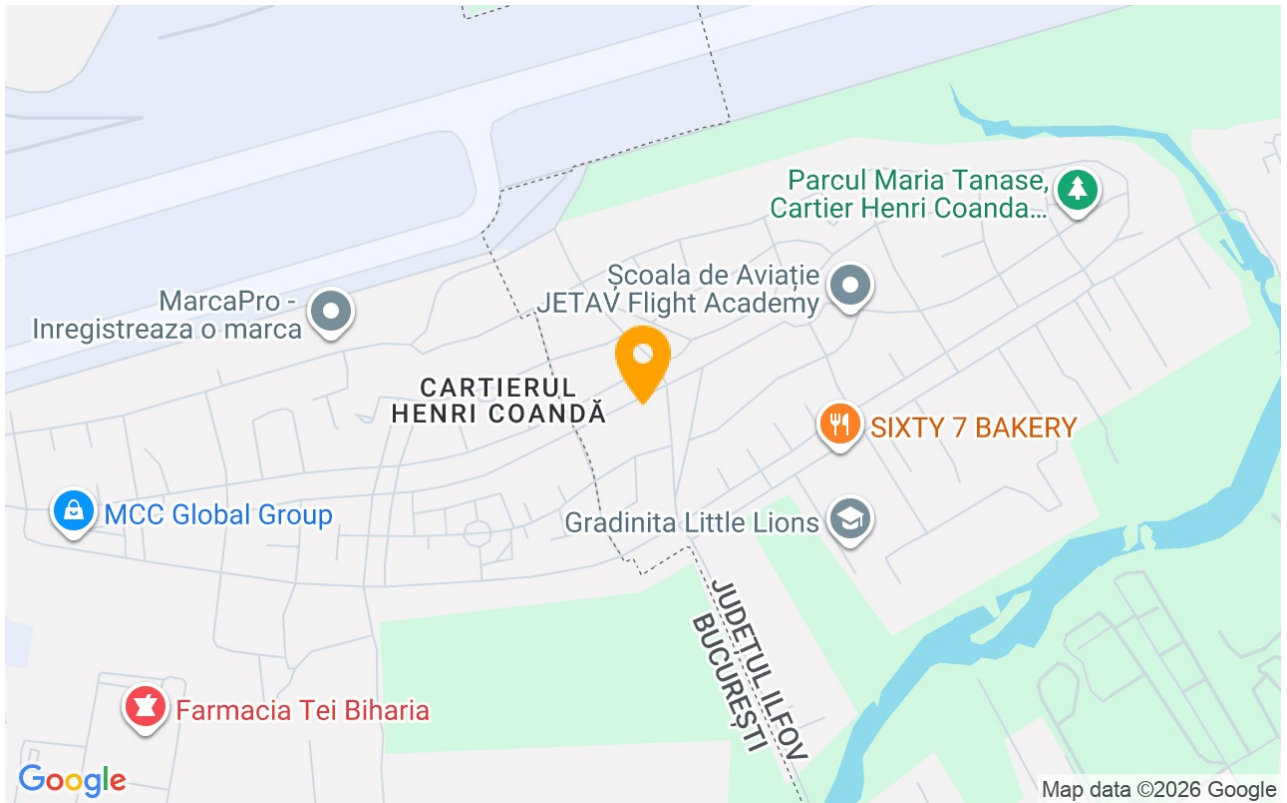 Parcul Maria Tanase,
Cartier Henri Coanda...
Școala de Aviație
JETAV Flight Academy
MarcaPro -
Inregistreaza o marca
CARTIERUL
HENRI COANDĂ
SIXTY 7 BAKERY
MCC Global Group
Gradinita Little Lions
JUDEȚUL ILFOV
BUCUREȘTI
Farmacia Tei Biharia
Google
Map data ©2026 Google